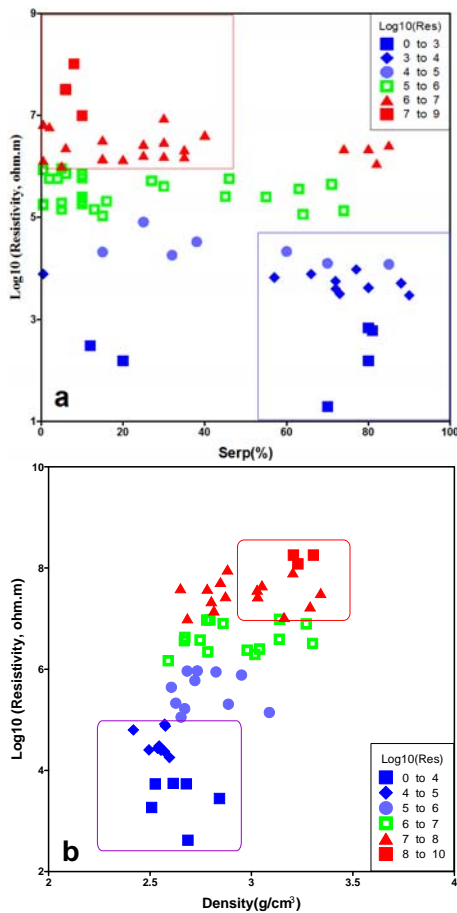 9
7
5
3
1
Log10 (Resistivity, ohm.m)
Log10(Res)
0 to 3
3 to 4
4 to 5
5 to 6
6 to 7
7 to 9
a
0
20
40
60
80
100
Serp(%)
10
8
6
4
2
Log10 (Resistivity, ohm.m)
Log10(Res)
0 to 4
4 to 5
5 to 6
6 to 7
7 to 8
8 to 10
b
2
2.5
3
3.5
4
Density(g/cm³)